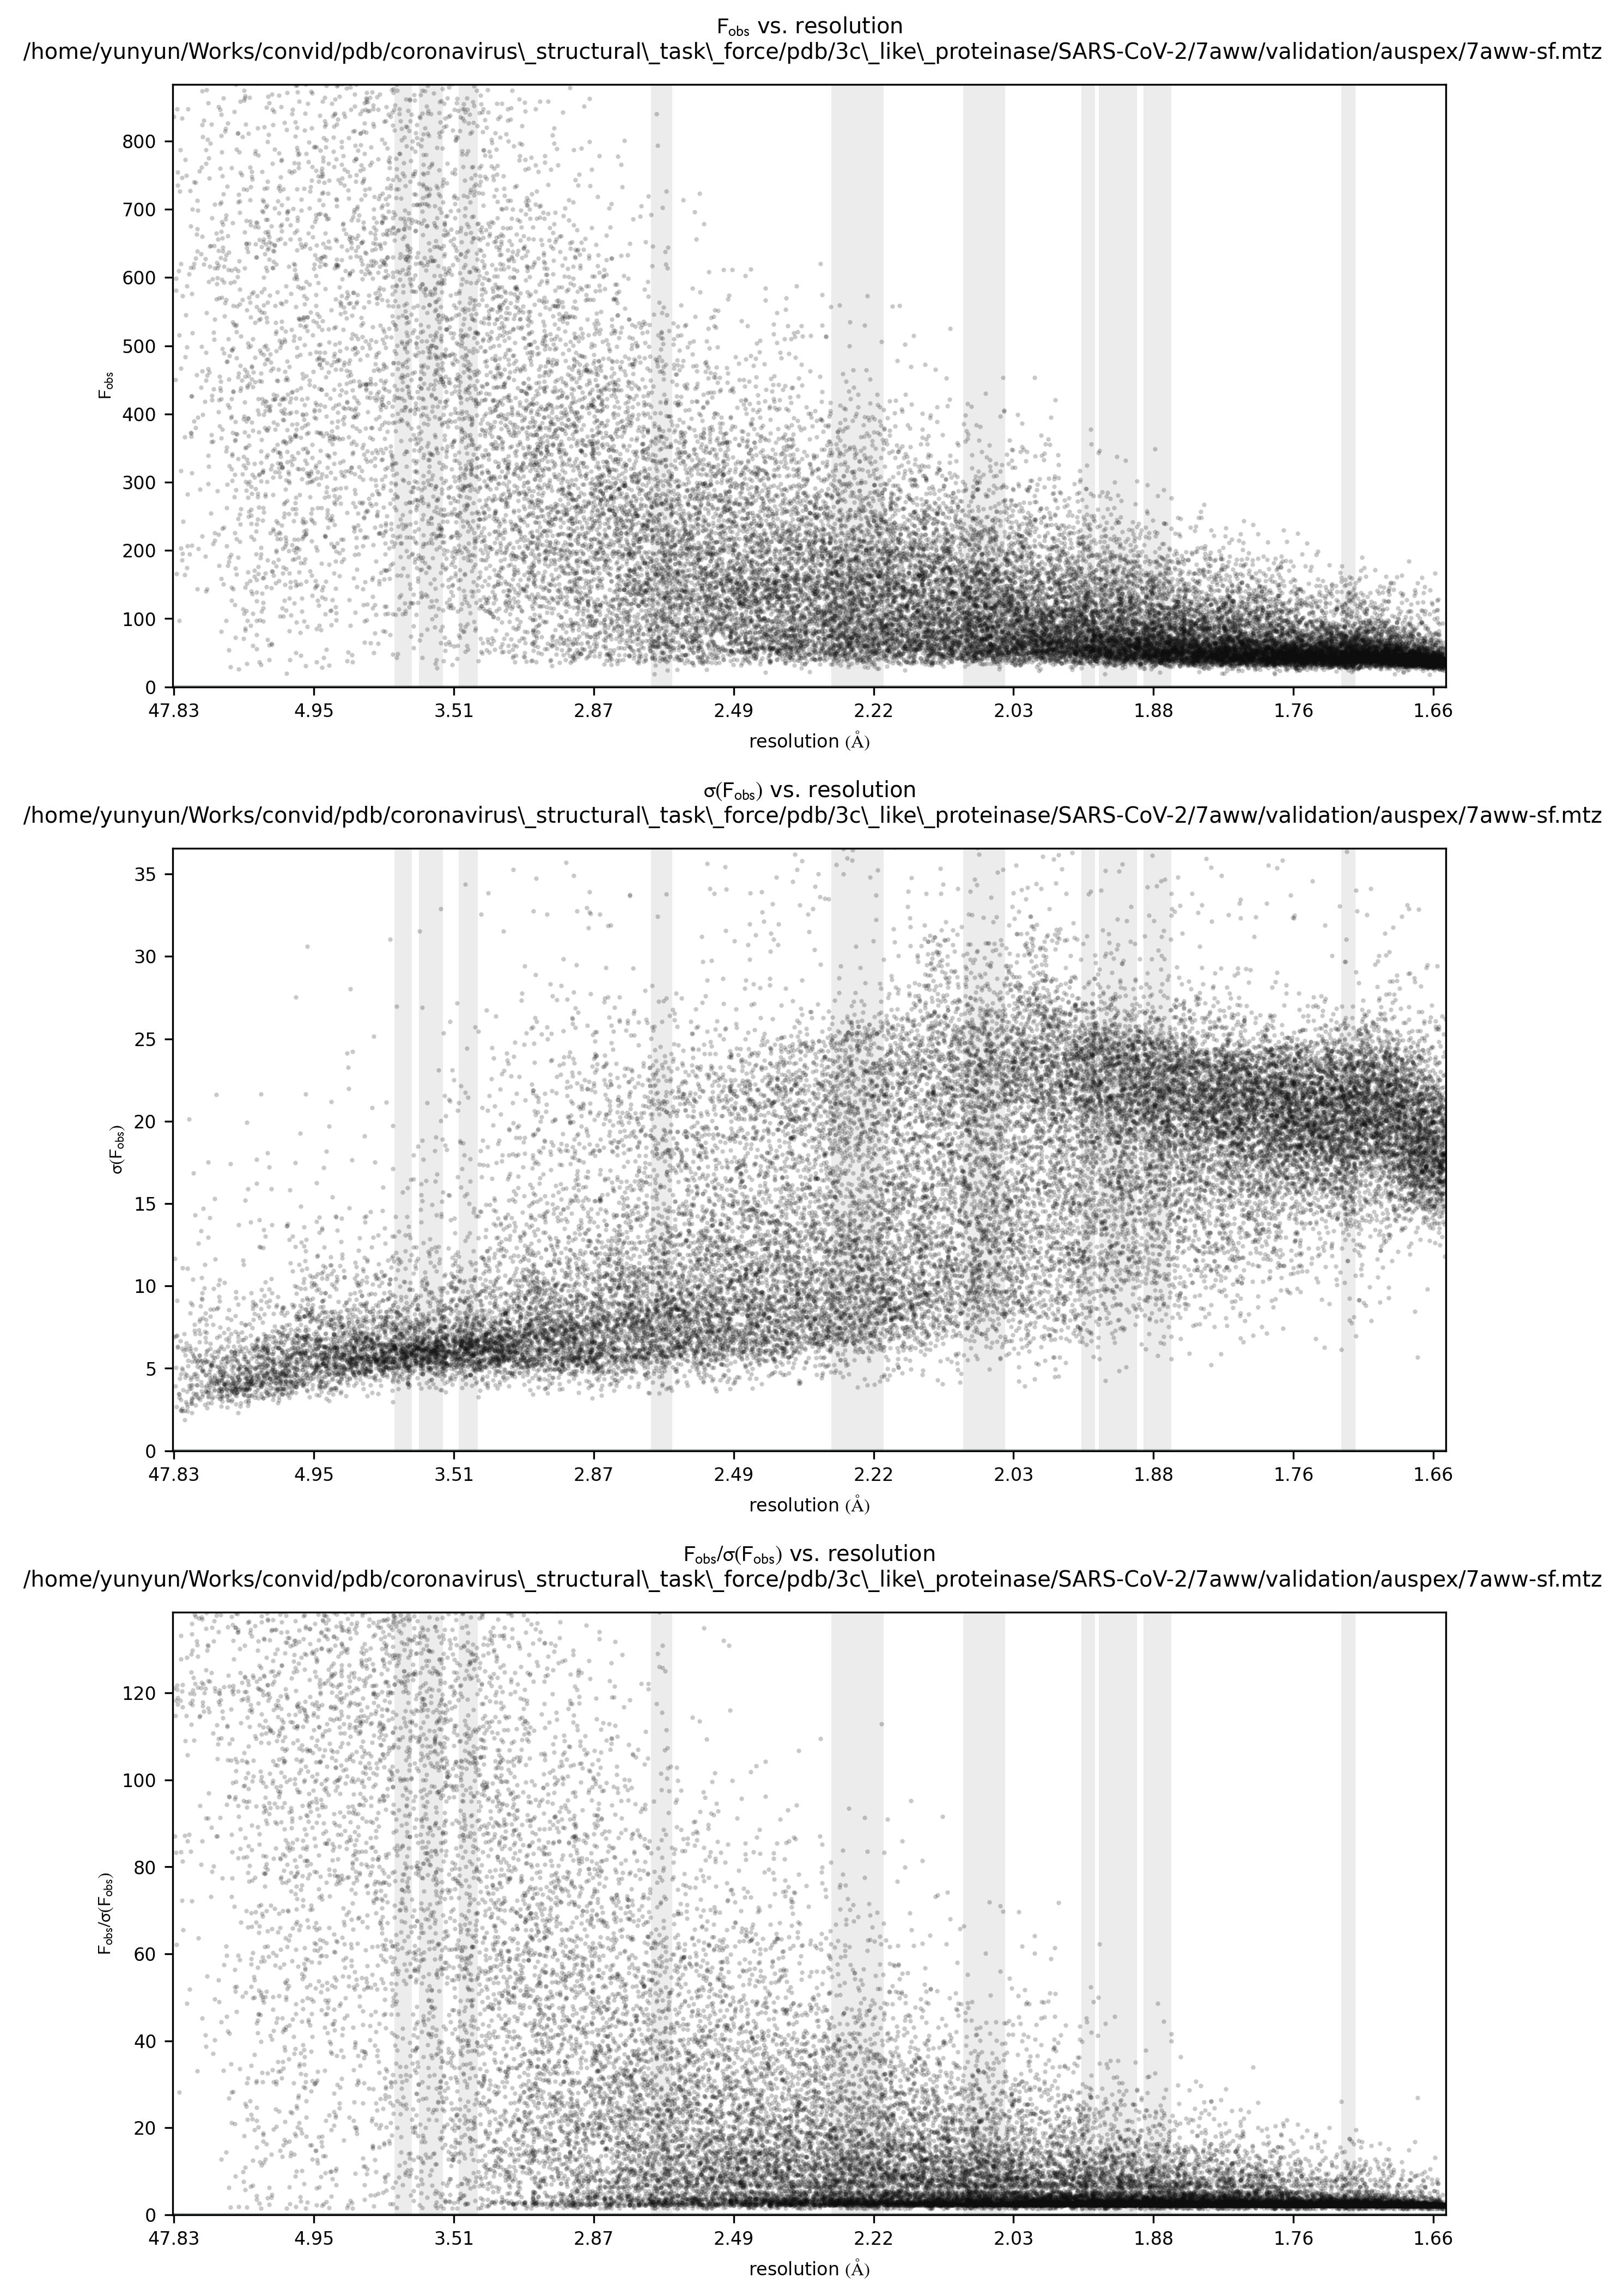 Fobs vs. resolution
/home/yunyun/Works/convid/pdb/coronavirus\_structural\_task\_force/pdb/3c\_like\_proteinase/SARS-CoV-2/7aww/validation/auspex/7aww-sf.mtz
800
700
600
500
400
300
200
100
0
Fobs
47.83 4.95 3.51 2.87 2.49 2.22 2.03 1.88 1.76 1.66
resolution (Å)
σ(Fobs) vs. resolution
/home/yunyun/Works/convid/pdb/coronavirus\_structural\_task\_force/pdb/3c\_like\_proteinase/SARS-CoV-2/7aww/validation/auspex/7aww-sf.mtz
35
30
25
20
15
10
5
0
σ(Fobs)
47.83 4.95 3.51 2.87 2.49 2.22 2.03 1.88 1.76 1.66
resolution (Å)
Fobs/σ(Fobs) vs. resolution
/home/yunyun/Works/convid/pdb/coronavirus\_structural\_task\_force/pdb/3c\_like\_proteinase/SARS-CoV-2/7aww/validation/auspex/7aww-sf.mtz
120
100
80
60
40
20
0
Fobs/σ(Fobs)
47.83 4.95 3.51 2.87 2.49 2.22 2.03 1.88 1.76 1.66
resolution (Å)